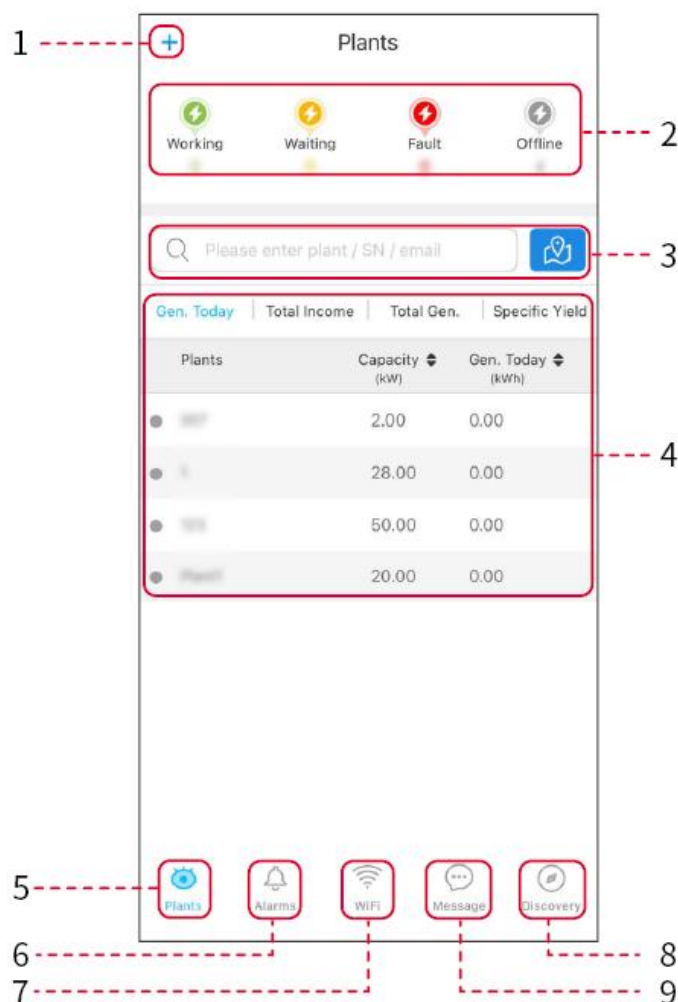 1
+
Plants
Working Waiting Fault Offline
2
Please enter plant / SN / email
3
Gen. Today Total Income Total Gen. Specific Yield
Plants Capacity (kW) Gen. Today (kWh)
2.00 0.00
28.00 0.00
4
50.00 0.00
20.00 0.00
5
Plants Alarms WiFi Message Discovery
6 8
7 9